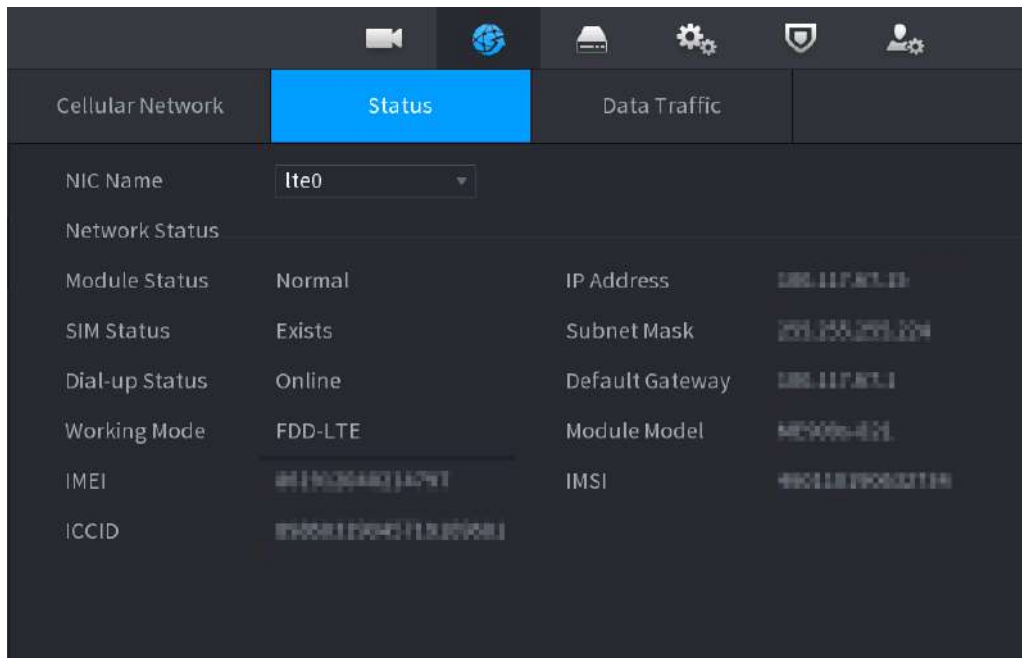 Cellular Network Status Data Traffic
NIC Name lte0
Network Status
Module Status Normal IP Address
SIM Status Exists Subnet Mask
Dial-up Status Online Default Gateway
Working Mode FDD-LTE Module Model
IMEI IMSI
ICCID